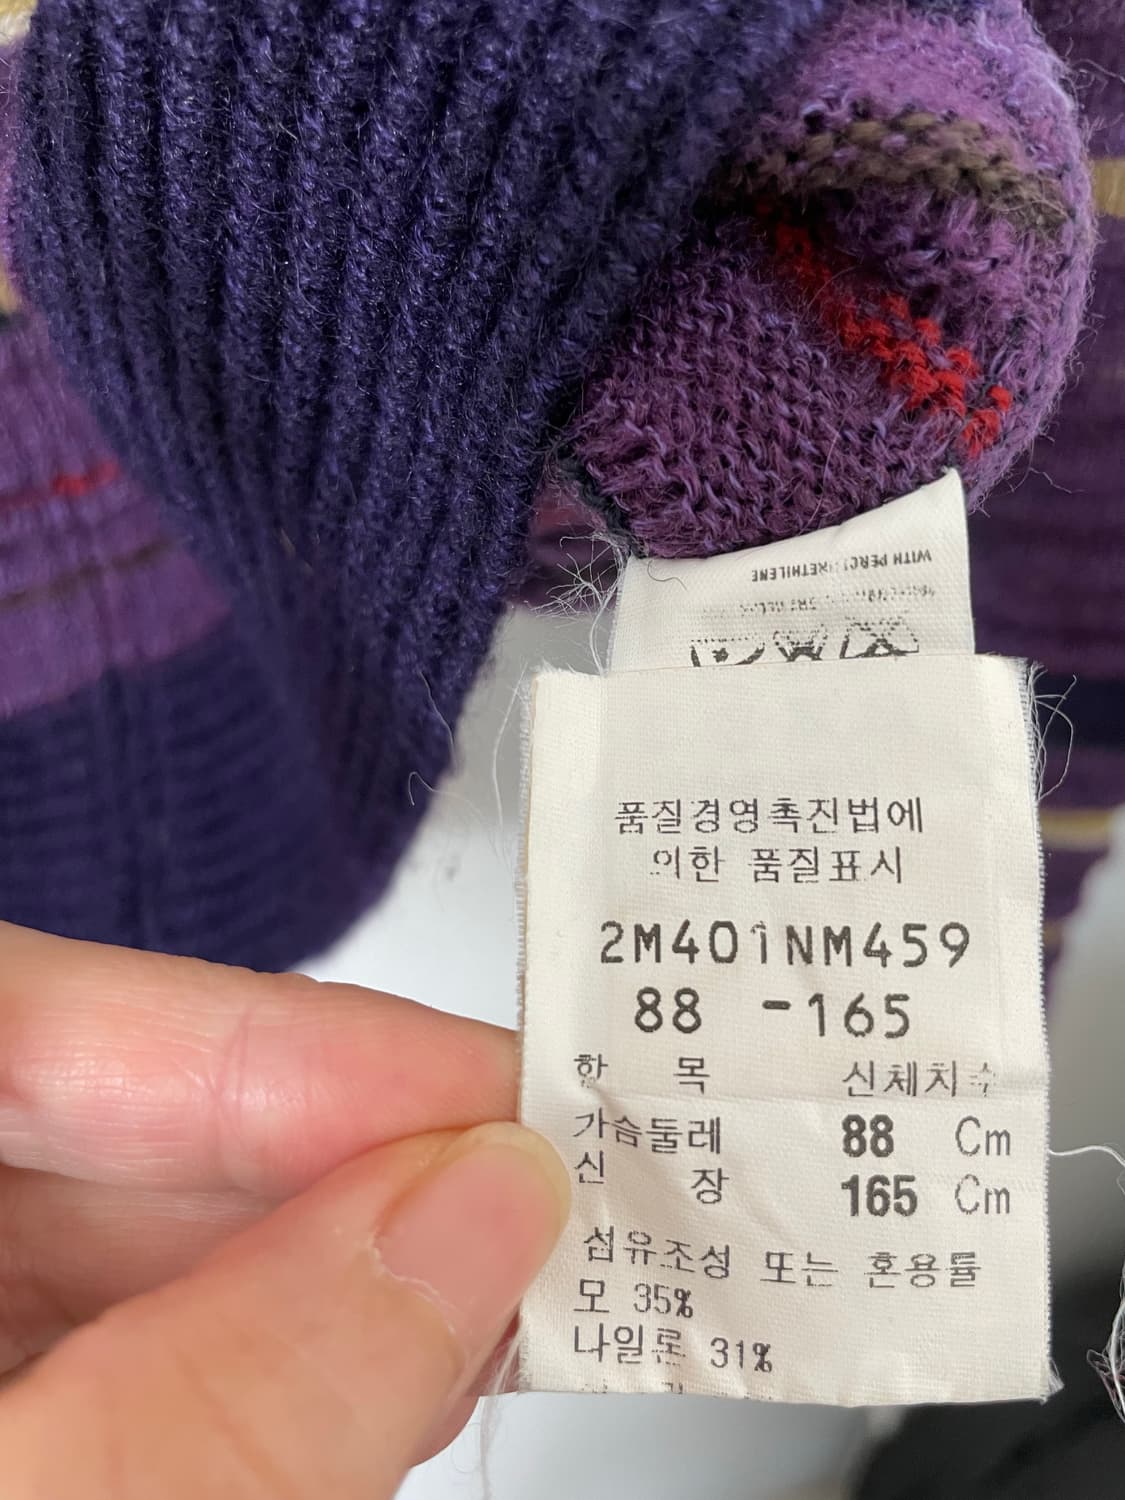 WITH PERCLORETHILENE
품질경영촉진법에
의한 품질표시
2M401NM459
88 -165
항 목 신체치수
가슴둘레 88 Cm
신 장 165 Cm
섬유조성 또는 혼용률
모 35%
나일론 31%